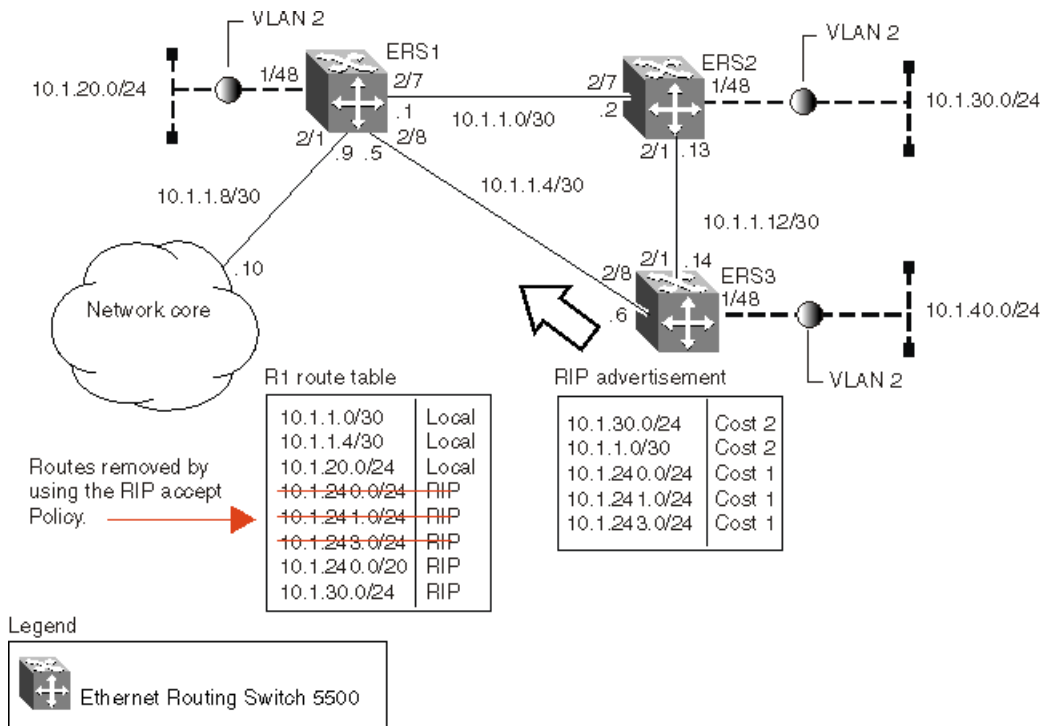 VLAN 2
ERS1
VLAN 2
10.1.20.0/24
1/48
2/7
2/7
ERS2
1/48
10.1.30.0/24
.1
10.1.1.0/30
.2
2/1
.9
.5
2/8
2/1
.13
10.1.1.8/30
10.1.1.4/30
10.1.1.12/30
.10
2/1
.14
2/8
ERS3
1/48
10.1.40.0/24
Network core
.6
VLAN 2
R1 route table
10.1.1.0/30 Local
10.1.1.4/30 Local
10.1.20.0/24 Local
10.1.240.0/24 RIP
10.1.241.0/24 RIP
10.1.243.0/24 RIP
10.1.240.0/20 RIP
10.1.30.0/24 RIP
RIP advertisement
10.1.30.0/24 Cost 2
10.1.1.0/30 Cost 2
10.1.240.0/24 Cost 1
10.1.241.0/24 Cost 1
10.1.243.0/24 Cost 1
Routes removed by
using the RIP accept
Policy.
Legend
Ethernet Routing Switch 5500